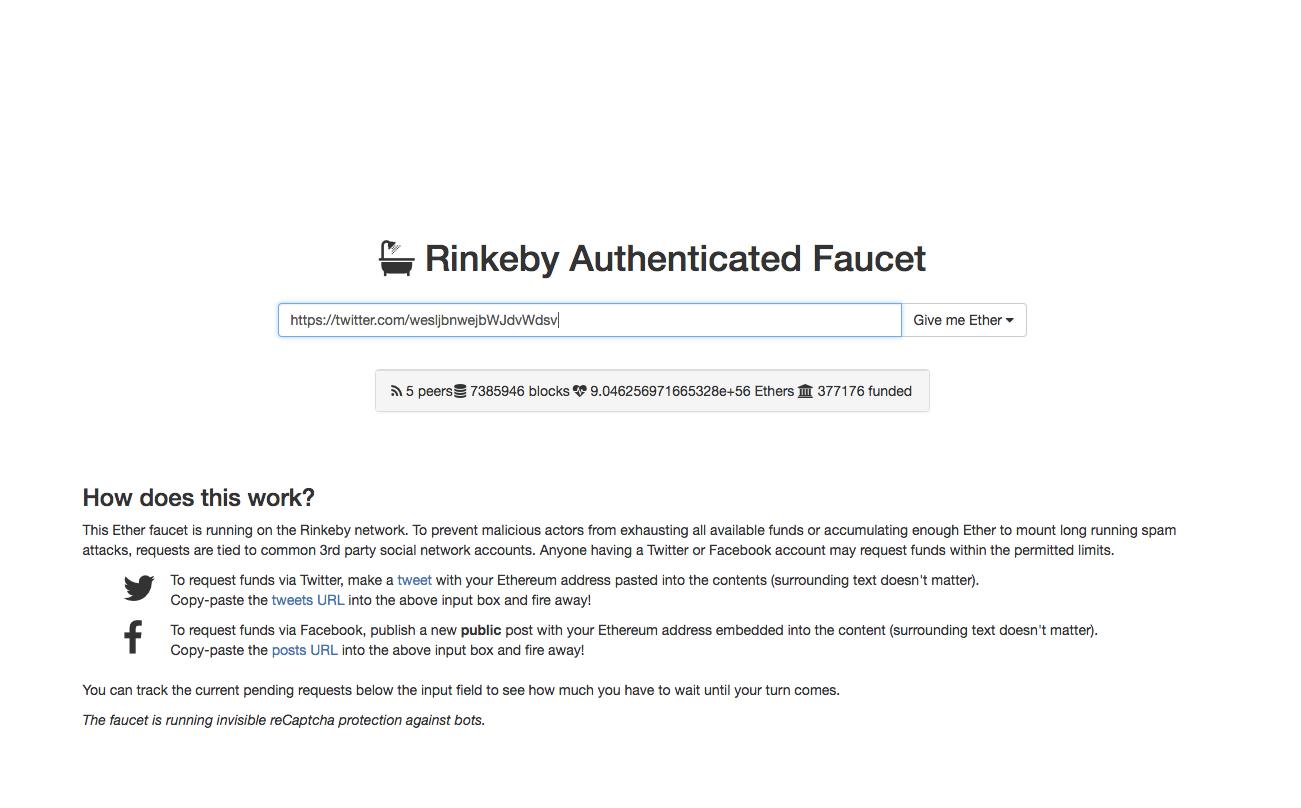 Rinkeby Authenticated Faucet
https://twitter.com/wesljbnwejbWJdvWdsv
Give me Ether
5 peers 7385946 blocks 9.046256971665328e+56 Ethers 377176 funded
How does this work?
This Ether faucet is running on the Rinkeby network. To prevent malicious actors from exhausting all available funds or accumulating enough Ether to mount long running spam
attacks, requests are tied to common 3rd party social network accounts. Anyone having a Twitter or Facebook account may request funds within the permitted limits.
To request funds via Twitter, make a tweet with your Ethereum address pasted into the contents (surrounding text doesn't matter).
Copy-paste the tweets URL into the above input box and fire away!
To request funds via Facebook, publish a new public post with your Ethereum address embedded into the content (surrounding text doesn't matter).
Copy-paste the posts URL into the above input box and fire away!
You can track the current pending requests below the input field to see how much you have to wait until your turn comes.
The faucet is running invisible reCaptcha protection against bots.